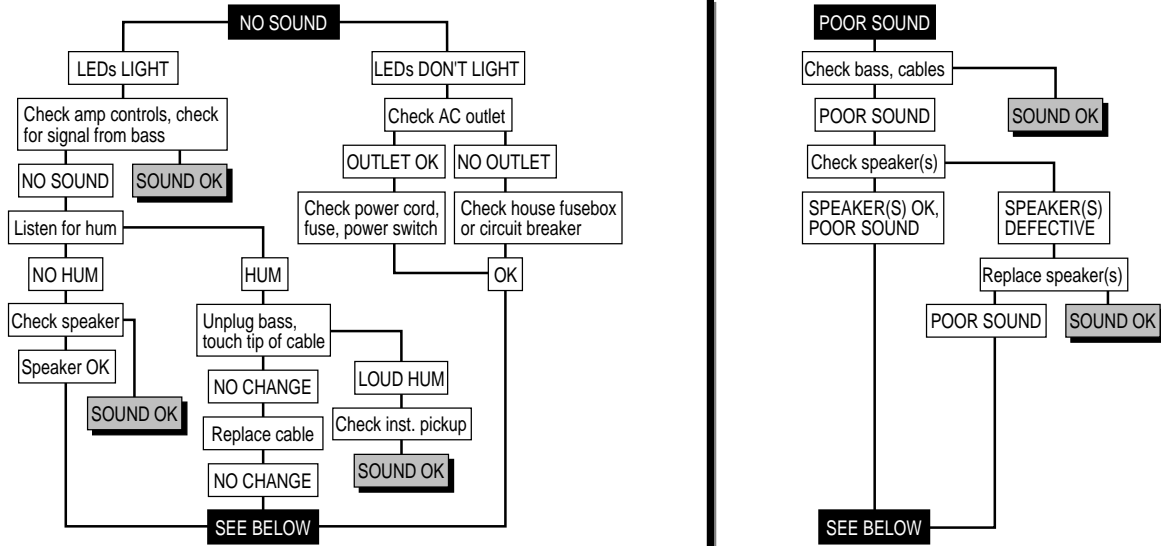 NO SOUND
LEDs LIGHT
LEDs DON'T LIGHT
Check amp controls, check
for signal from bass
Check AC outlet
NO SOUND
SOUND OK
OUTLET OK
NO OUTLET
Listen for hum
Check power cord,
fuse, power switch
Check house fusebox
or circuit breaker
NO HUM
HUM
OK
Check speaker
Unplug bass,
touch tip of cable
Speaker OK
NO CHANGE
LOUD HUM
SOUND OK
Replace cable
Check inst. pickup
NO CHANGE
SOUND OK
SEE BELOW
POOR SOUND
Check bass, cables
POOR SOUND
SOUND OK
Check speaker(s)
SPEAKER(S) OK,
POOR SOUND
SPEAKER(S)
DEFECTIVE
Replace speaker(s)
POOR SOUND
SOUND OK
SEE BELOW